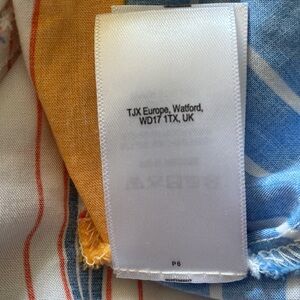 TJX Europe, Watford,
WD17 1TX, UK
P6